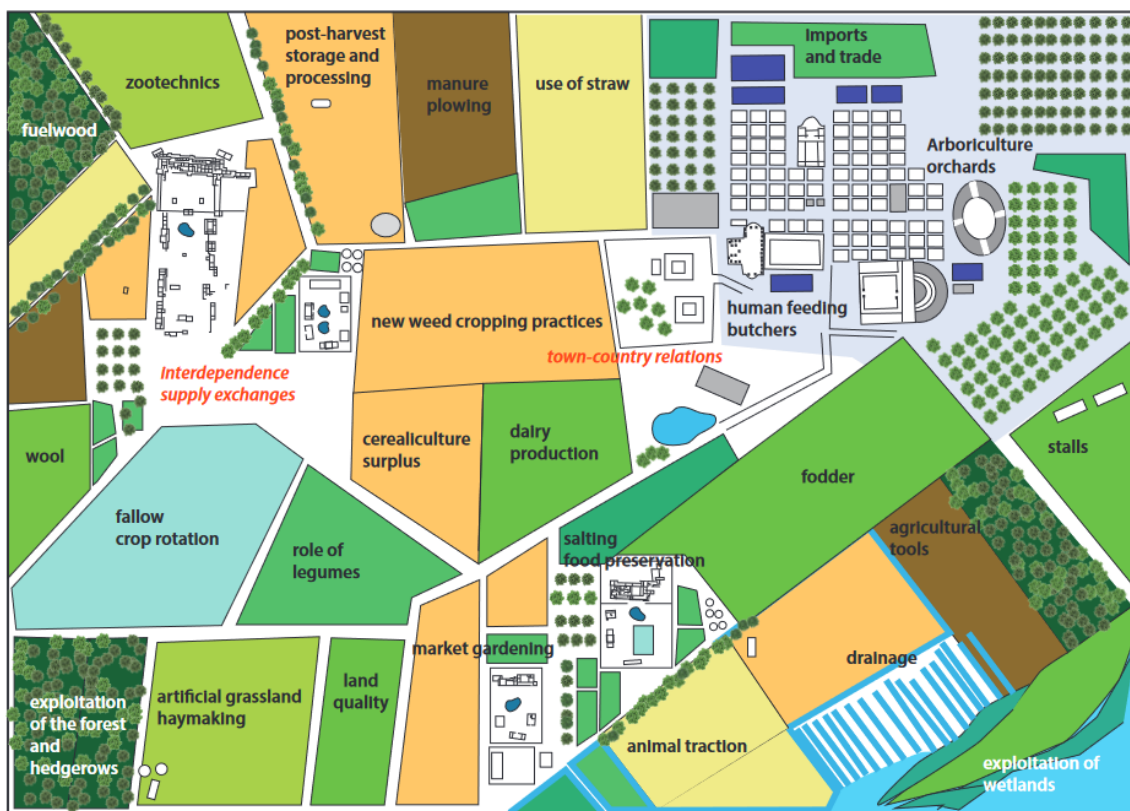 post-harvest
storage and
processing
Imports
and trade
zootechnics
manure
plowing
use of straw
fuelwood
Arboriculture
orchards
human feeding
butchers
new weed cropping practices
town-country relations
Interdependence
supply exchanges
cerealiculture
surplus
dairy
production
wool
stalls
fodder
fallow
crop rotation
agricultural
tools
role of
legumes
salting
food preservation
market gardening
drainage
land
quality
artificial grassland
haymaking
exploitation
of the forest
and
hedgerows
animal traction
exploitation of
wetlands